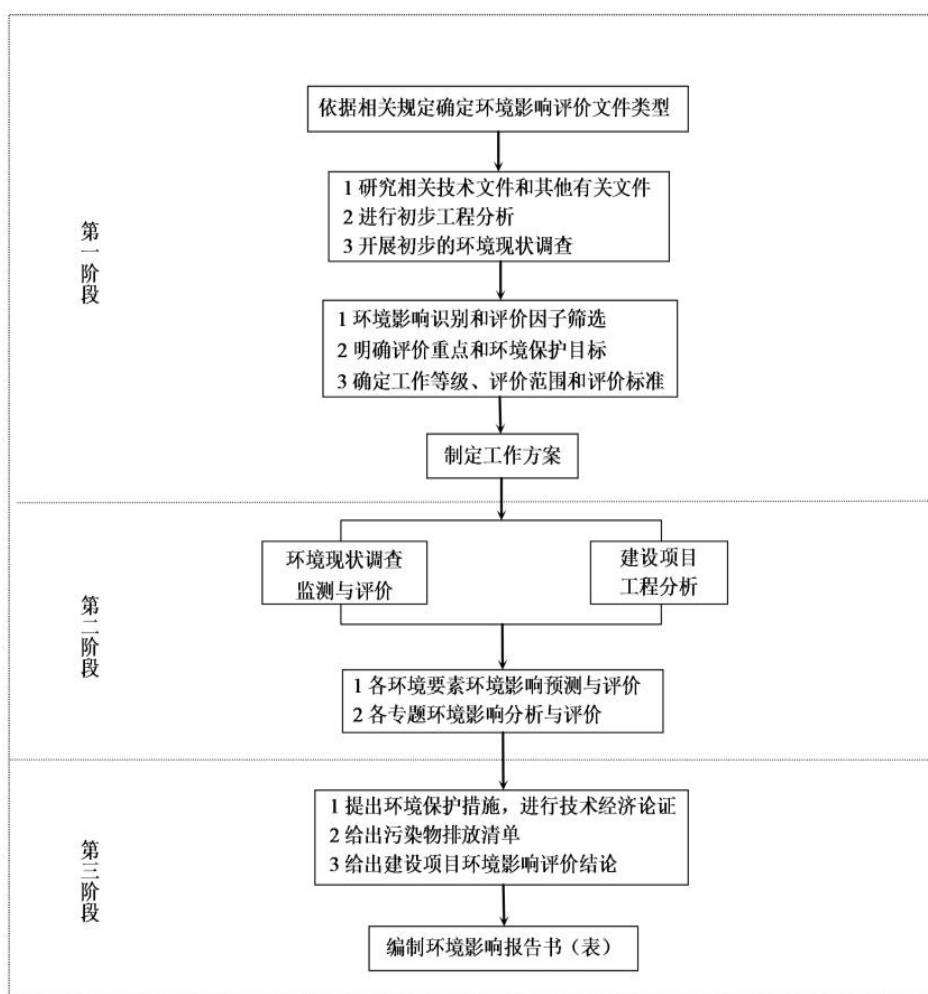 依据相关规定确定环境影响评价文件类型
1 研究相关技术文件和其他有关文件
2 进行初步工程分析
3 开展初步的环境现状调查
第一阶段
1 环境影响识别和评价因子筛选
2 明确评价重点和环境保护目标
3 确定工作等级、评价范围和评价标准
制定工作方案
环境现状调查
监测与评价
建设项目
工程分析
第二阶段
1 各环境要素环境影响预测与评价
2 各专题环境影响分析与评价
1 提出环境保护措施，进行技术经济论证
2 给出污染物排放清单
3 给出建设项目环境影响评价结论
第三阶段
编制环境影响报告书（表）